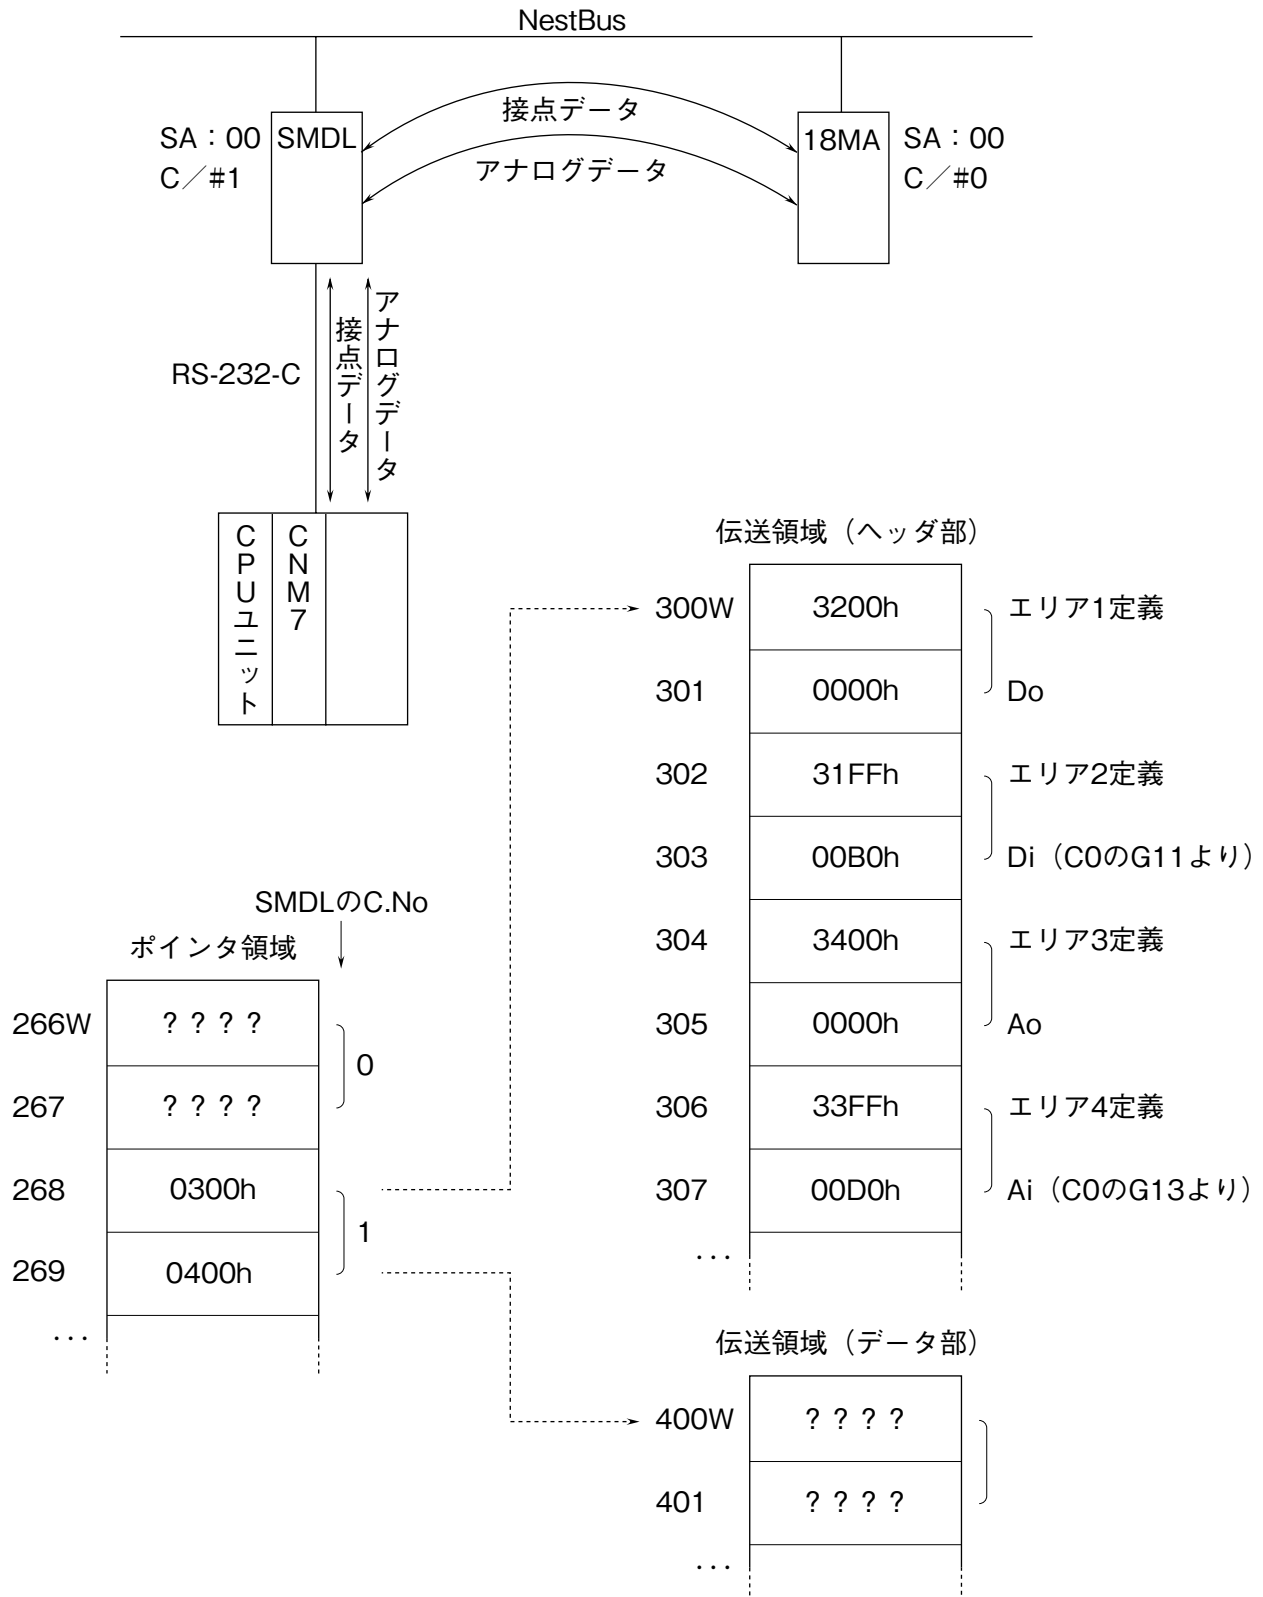 NestBus
接点データ
アナログデータ
SA：00
C／#1
SMDL
18MA
SA：00
C／#0
接点データ
アナログデータ
RS-232-C
CPUユニット
CNM7
伝送領域（ヘッダ部）
300W 3200h エリア1定義
301 0000h Do
302 31FFh エリア2定義
303 00B0h Di（C0のG11より）
304 3400h エリア3定義
305 0000h Ao
306 33FFh エリア4定義
307 00D0h Ai（C0のG13より）
...
SMDLのC.No
ポインタ領域
266W ？？？？
0
267 ？？？？
268 0300h
1
269 0400h
...
伝送領域（データ部）
400W ？？？？
401 ？？？？
...